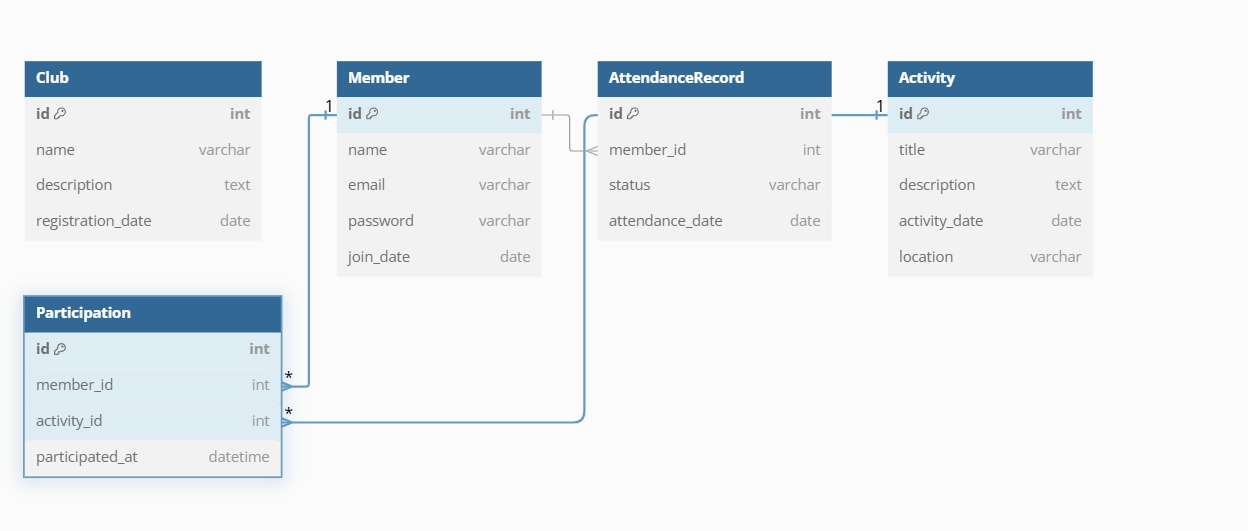 Club
id int
name varchar
description text
registration_date date
1
Member
id int
name varchar
email varchar
password varchar
join_date date
AttendanceRecord
id int
member_id int
status varchar
attendance_date date
1
Activity
id int
title varchar
description text
activity_date date
location varchar
Participation
id int
member_id int
*
activity_id int
*
participated_at datetime